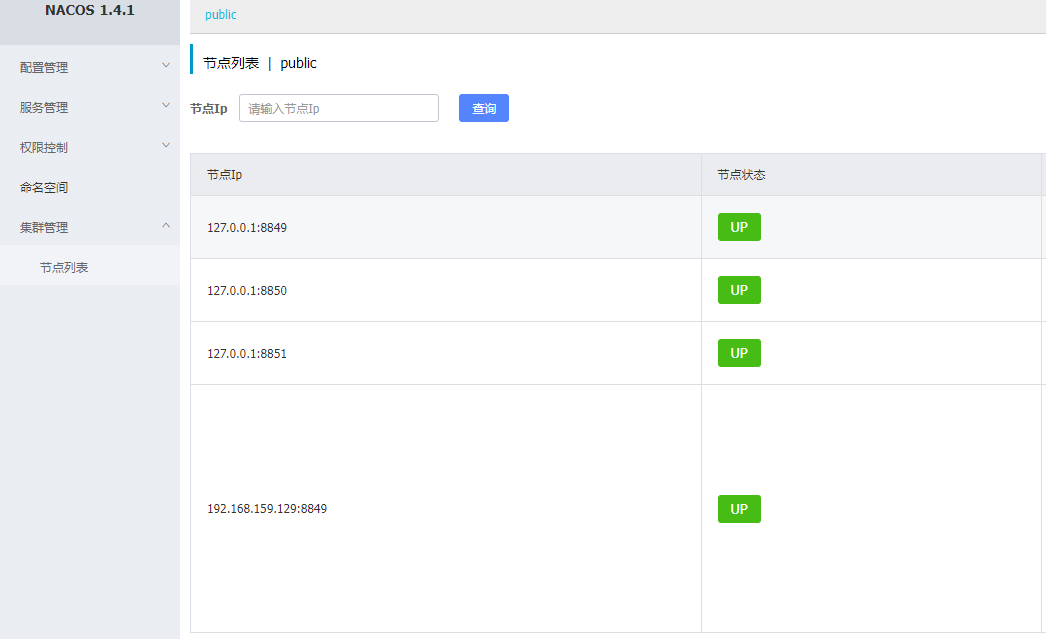 NACOS 1.4.1
public
配置管理
服务管理
权限控制
命名空间
集群管理
节点列表
节点列表 | public
节点Ip 请输入节点Ip 查询
节点Ip 节点状态
127.0.0.1:8849 UP
127.0.0.1:8850 UP
127.0.0.1:8851 UP
192.168.159.129:8849 UP